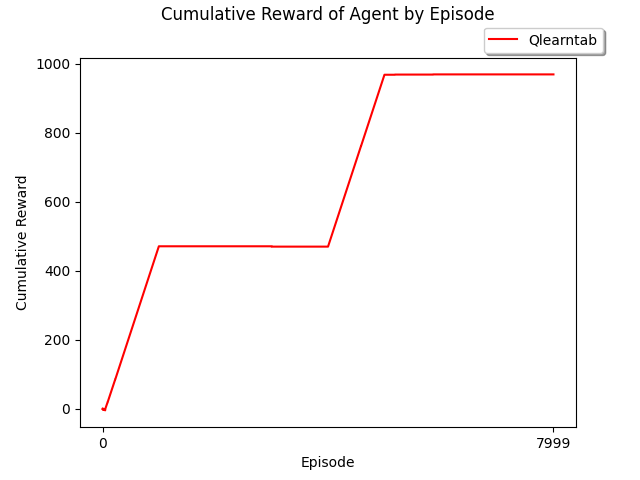 Cumulative Reward of Agent by Episode
Qlearntab
1000
800
600
400
200
0
Cumulative Reward
0
7999
Episode